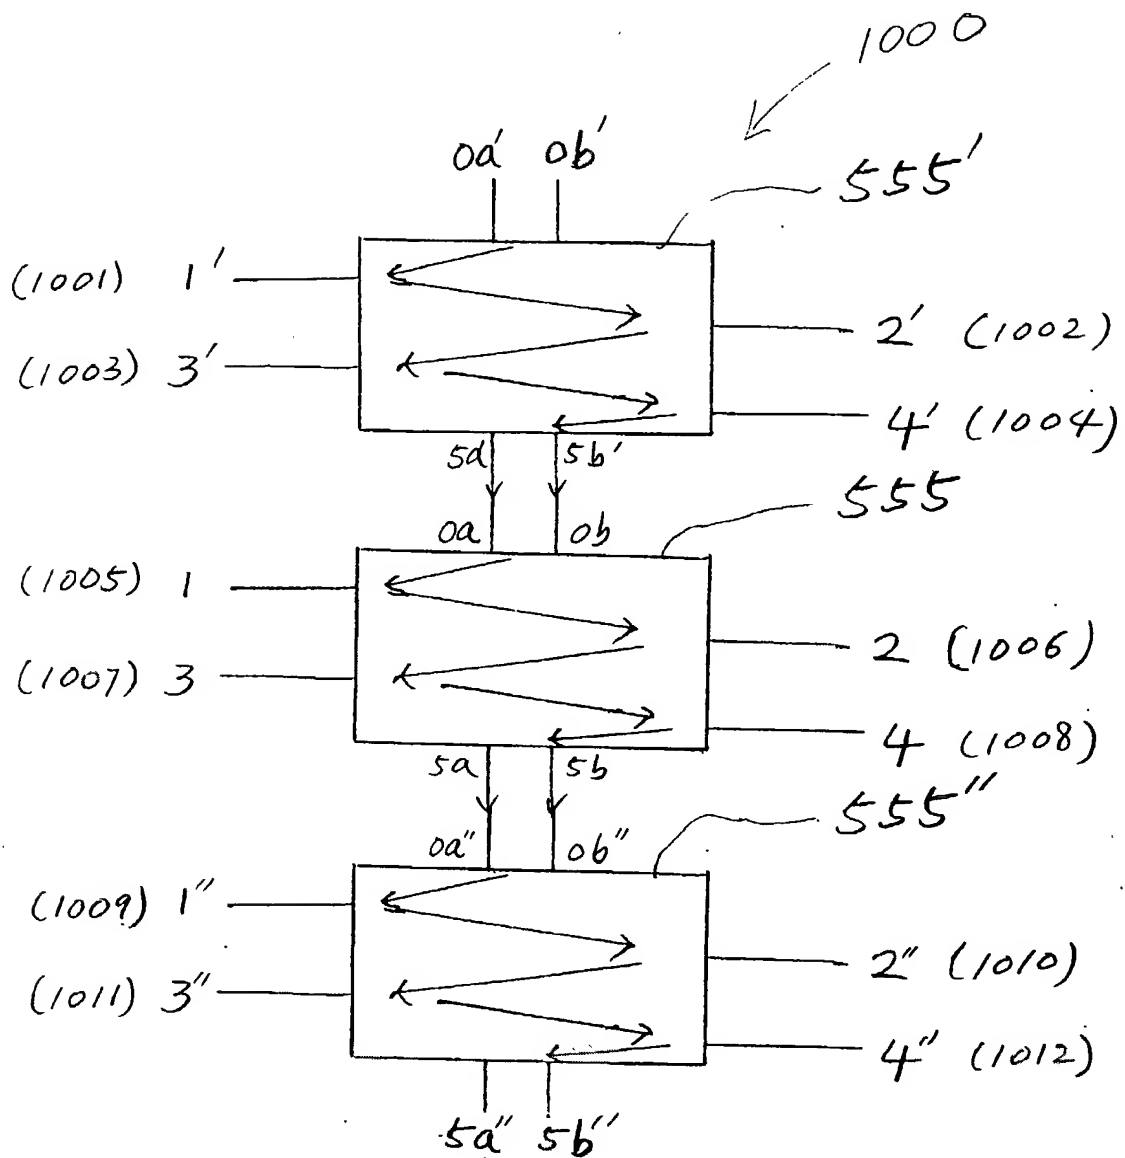 1000
0a' 0b'
555'
(1001) 1'
2' (1002)
(1003) 3'
4' (1004)
5a' 5b'
555
0a 0b
(1005) 1
2 (1006)
(1007) 3
4 (1008)
5a 5b
555"
0a" 0b"
(1009) 1"
2" (1010)
(1011) 3"
4" (1012)
5a" 5b"